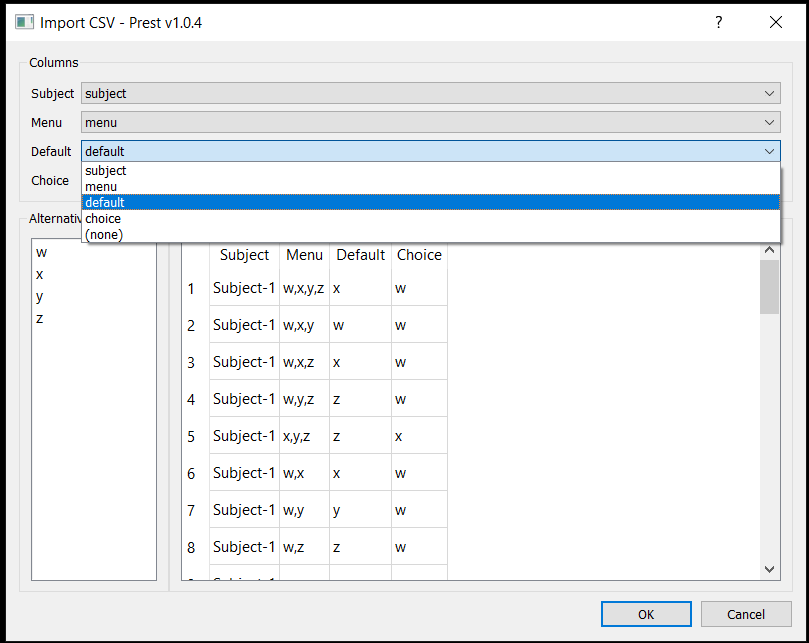 Import CSV - Prest v1.0.4
?
Columns
Subject subject
Menu menu
Default default
subject
menu
default
Choice
choice
(none)
w
x
y
z
Subject Menu Default Choice
1 Subject-1 w,x,y,z x w
2 Subject-1 w,x,y w w
3 Subject-1 w,x,z x w
4 Subject-1 w,y,z z w
5 Subject-1 x,y,z z x
6 Subject-1 w,x x w
7 Subject-1 w,y y w
8 Subject-1 w,z z w
OK Cancel